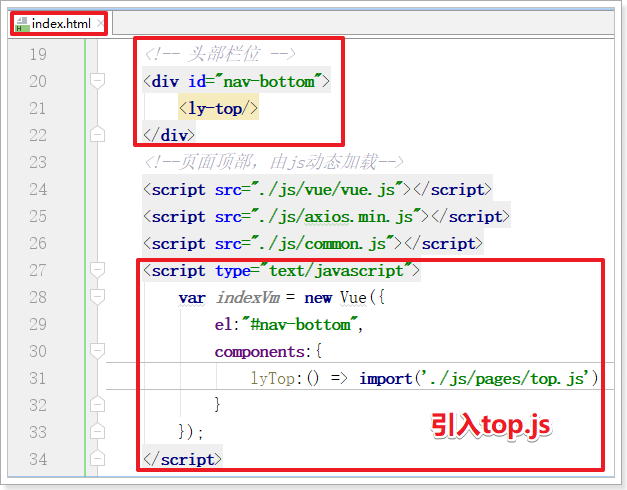 index.html
19 <!-- 头部栏位 -->
20 <div id="nav-bottom">
21 <ly-top/>
22 </div>
23 <!--页面顶部，由js动态加载-->
24 <script src="./js/vue/vue.js"></script>
25 <script src="./js/axios.min.js"></script>
26 <script src="./js/common.js"></script>
27 <script type="text/javascript">
28 var indexVm = new Vue({
29 el:"#nav-bottom",
30 components:{
31 lyTop:() => import('./js/pages/top.js')
32 }
33 });
34 </script>
引入top.js